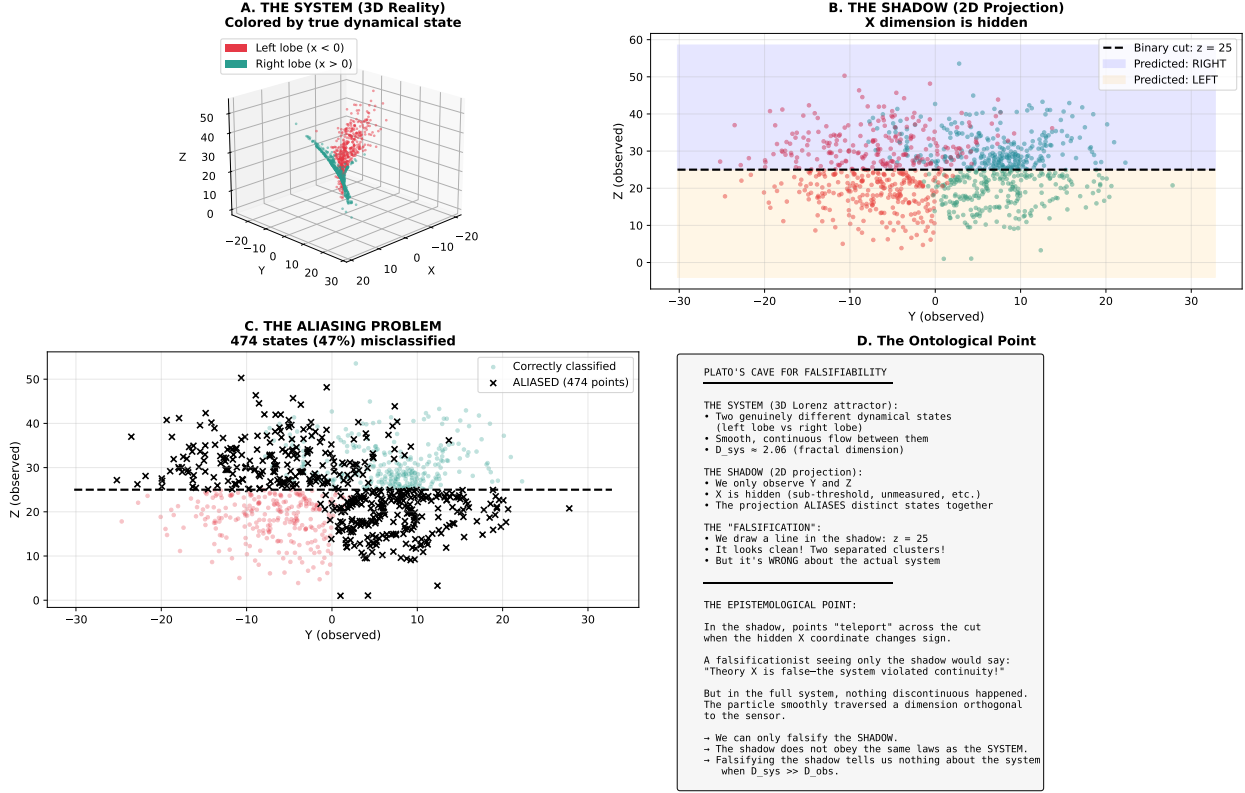 A. THE SYSTEM (3D Reality)
Colored by true dynamical state
Left lobe (x < 0)
Right lobe (x > 0)
50
40
30
20
10
0
Z
−20
−10
0
10
20
30
Y
20
10
0
−10
−20
X
B. THE SHADOW (2D Projection)
X dimension is hidden
Binary cut: z = 25
Predicted: RIGHT
Predicted: LEFT
60
50
40
30
20
10
0
Z (observed)
−30
−20
−10
0
10
20
30
Y (observed)
C. THE ALIASING PROBLEM
474 states (47%) misclassified
Correctly classified
ALIASED (474 points)
50
40
30
20
10
0
Z (observed)
−30
−20
−10
0
10
20
30
Y (observed)
D. The Ontological Point
PLATO'S CAVE FOR FALSIFIABILITY
THE SYSTEM (3D Lorenz attractor):
• Two genuinely different dynamical states
(left lobe vs right lobe)
• Smooth, continuous flow between them
• D_sys ≈ 2.06 (fractal dimension)
THE SHADOW (2D projection):
• We only observe Y and Z
• X is hidden (sub-threshold, unmeasured, etc.)
• The projection ALIASES distinct states together
THE "FALSIFICATION":
• We draw a line in the shadow: z = 25
• It looks clean! Two separated clusters!
• But it's WRONG about the actual system
THE EPISTEMOLOGICAL POINT:
In the shadow, points "teleport" across the cut
when the hidden X coordinate changes sign.
A falsificationist seeing only the shadow would say:
"Theory X is false—the system violated continuity!"
But in the full system, nothing discontinuous happened.
The particle smoothly traversed a dimension orthogonal
to the sensor.
→ We can only falsify the SHADOW.
→ The shadow does not obey the same laws as the SYSTEM.
→ Falsifying the shadow tells us nothing about the system
when D_sys >> D_obs.